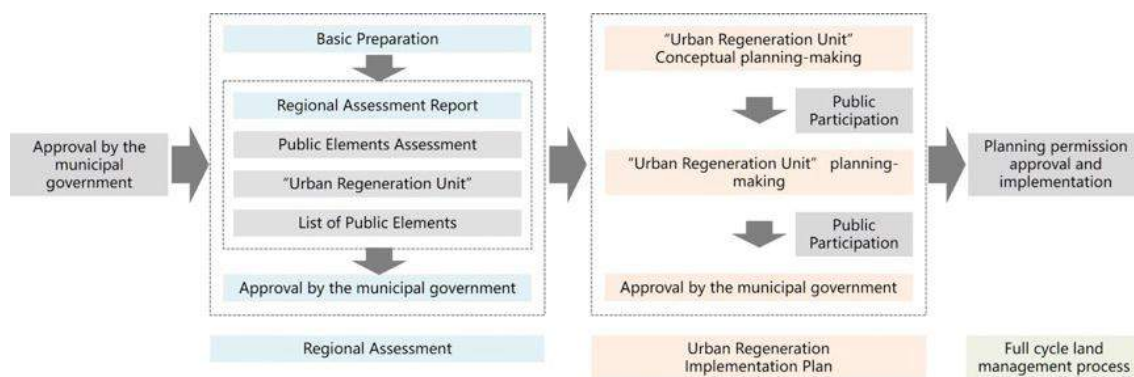 Approval by the
municipal
government
Basic Preparation
Regional Assessment Report
Public Elements Assessment
“Urban Regeneration Unit”
List of Public Elements
Approval by the municipal government
Regional Assessment
“Urban Regeneration Unit”
Conceptual planning-making
Public
Participation
“Urban Regeneration Unit” planning-
making
Public
Participation
Approval by the municipal government
Urban Regeneration
Implementation Plan
Planning permission
approval and
implementation
Full cycle land
management process